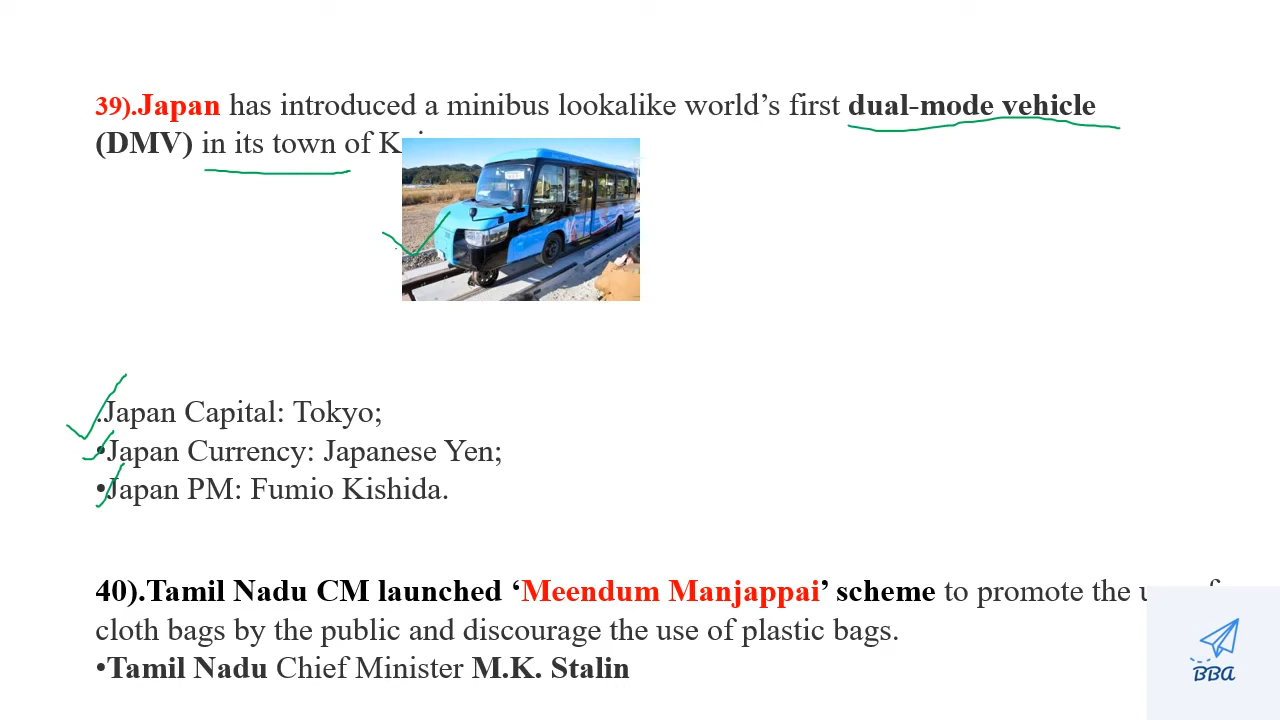 39).Japan has introduced a minibus lookalike world’s first dual-mode vehicle
(DMV) in its town of
.Japan Capital: Tokyo;
•Japan Currency: Japanese Yen;
•Japan PM: Fumio Kishida.
40).Tamil Nadu CM launched ‘Meendum Manjappai’ scheme to promote the
cloth bags by the public and discourage the use of plastic bags.
•Tamil Nadu Chief Minister M.K. Stalin
BBA